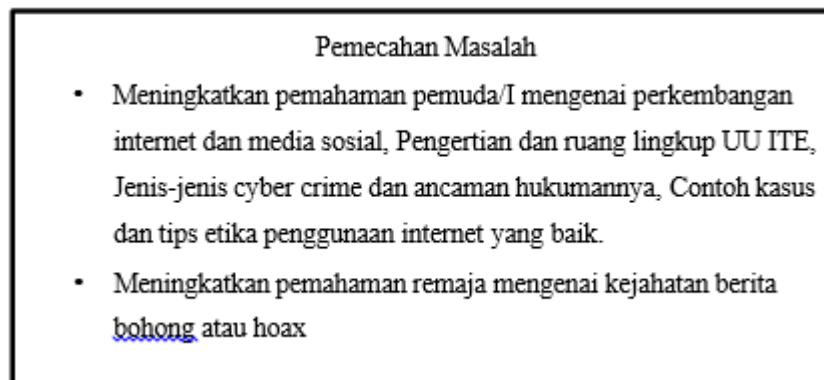 Pemecahan Masalah
• Meningkatkan pemahaman pemuda/I mengenai perkembangan
internet dan media sosial, Pengertian dan ruang lingkup UU ITE,
Jenis-jenis cyber crime dan ancaman hukumannya, Contoh kasus
dan tips etika penggunaan internet yang baik.
• Meningkatkan pemahaman remaja mengenai kejahatan berita
bohong atau hoax